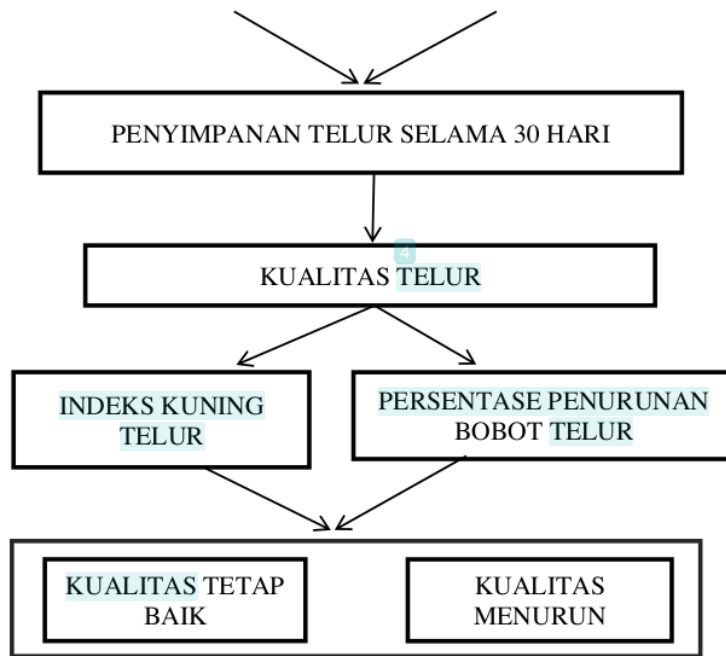 PENYIMPANAN TELUR SELAMA 30 HARI
4
KUALITAS TELUR
INDEKS KUNING
TELUR
PERSENTASE PENURUNAN
BOBOT TELUR
KUALITAS TETAP
BAIK
KUALITAS
MENURUN